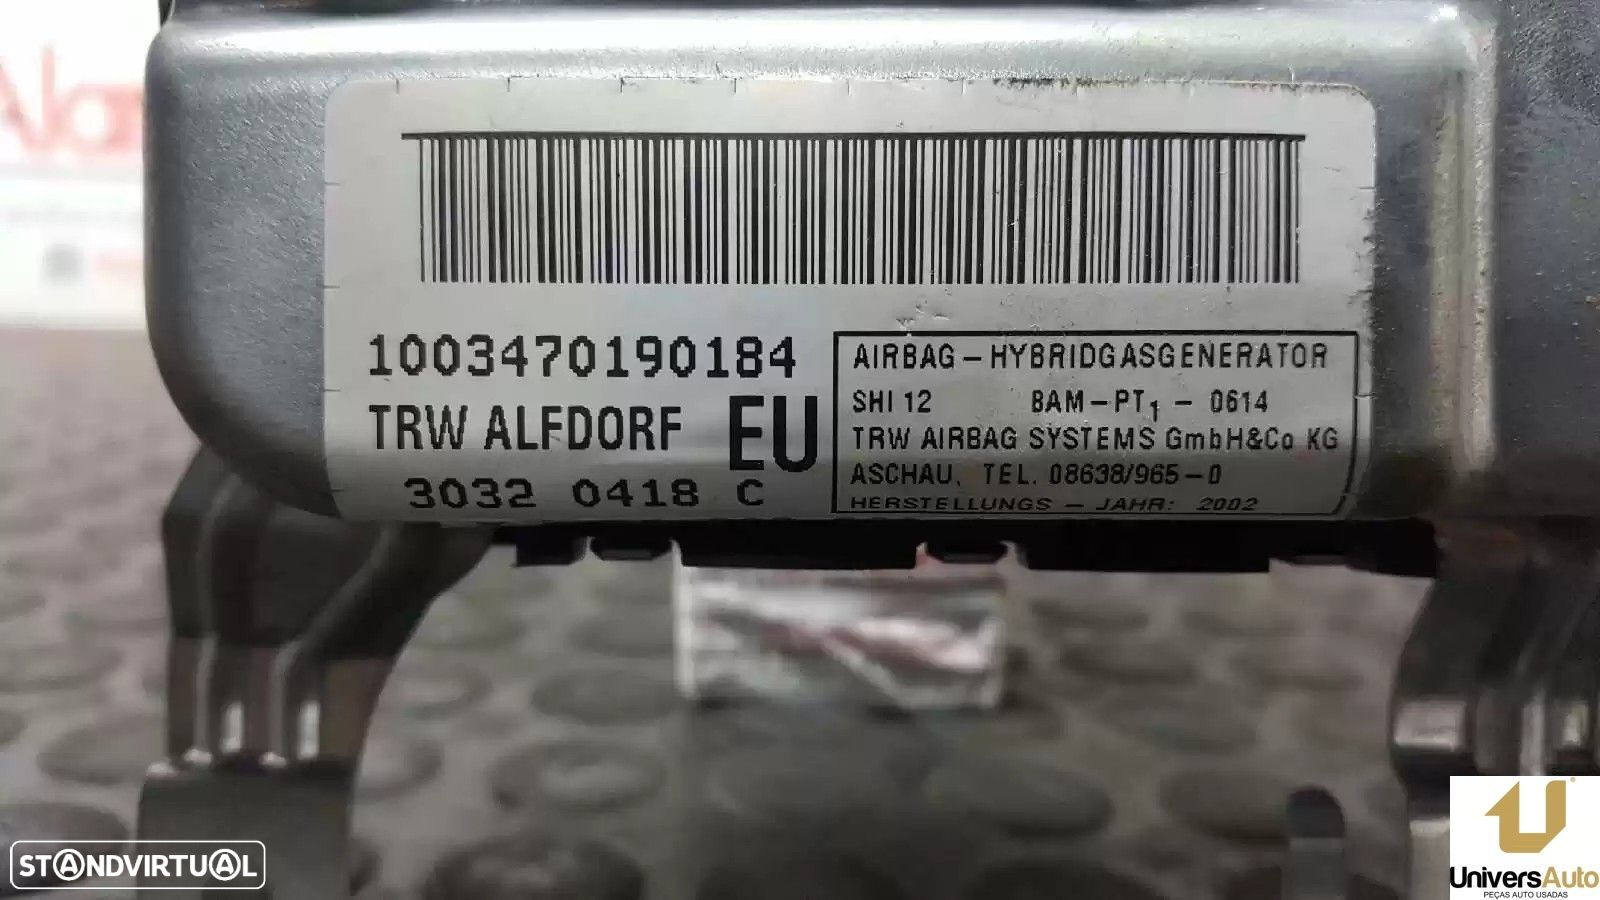 1003470190184
TRW ALFDORF EU
3032 0418 C
AIRBAG - HYBRIDGASGENERATOR
SHI 12 BAM - PT1 - 0614
TRW AIRBAG SYSTEMS GmbH&Co KG
ASCHAU, TEL. 08638/965-0
HERSTELLUNGS - JAHR: 2002
STANDVIRTUAL
UniversAuto
PEÇAS AUTO USADAS